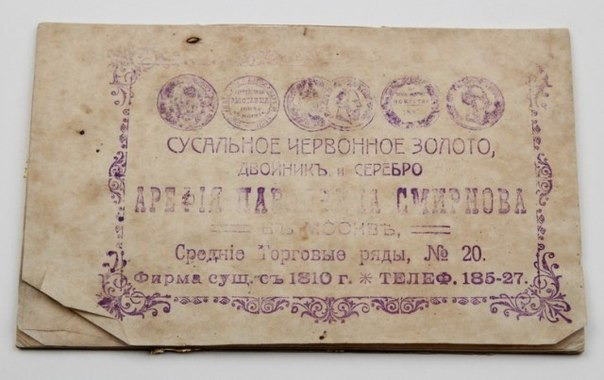 СУСАЛЬНОЕ ЧЕРВОННОЕ ЗОЛОТО,
ДВОЙНИКЪ и СЕРЕБРО
АРЕФІЯ СМИРНОВА
ВЪ МОСКВѢ,
Средніе Торговые ряды, № 20.
Фирма сущ. съ 1810 г. * ТЕЛЕФ. 185-27.